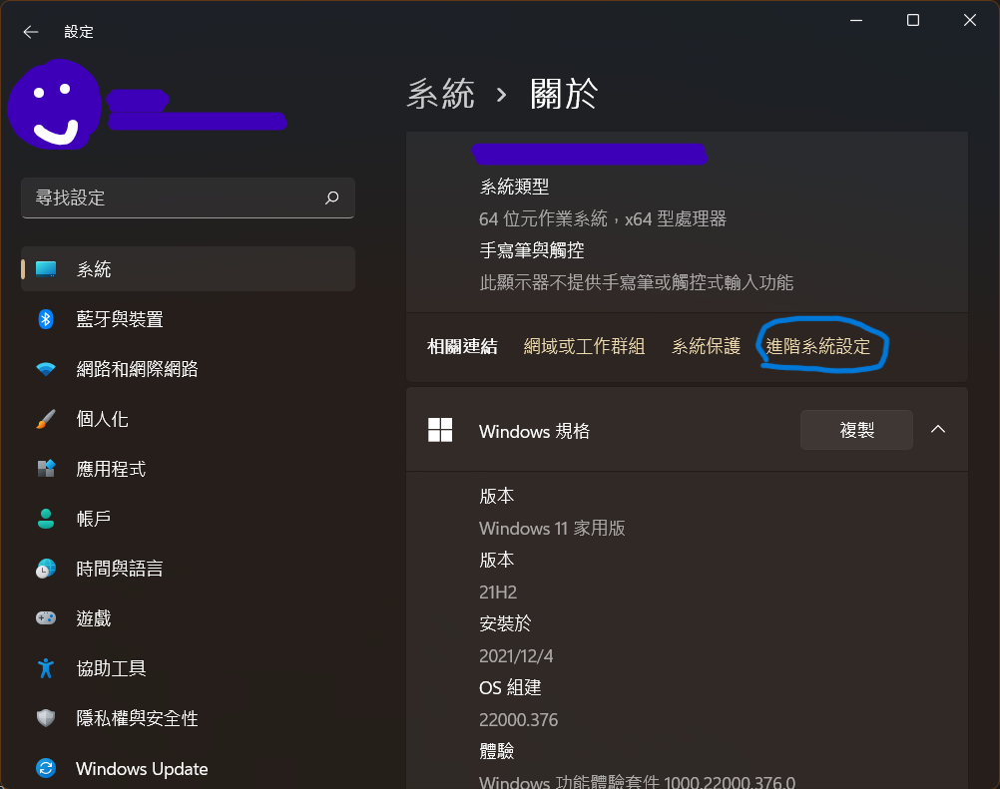 設定
尋找設定
系統
藍牙與裝置
網路和網際網路
個人化
應用程式
帳戶
時間與語言
遊戲
協助工具
隱私權與安全性
Windows Update
系統 › 關於
系統類型
64 位元作業系統，x64 型處理器
手寫筆與觸控
此顯示器不提供手寫筆或觸控式輸入功能
相關連結 網域或工作群組 系統保護 進階系統設定
Windows 規格 複製
版本
Windows 11 家用版
版本
21H2
安裝於
2021/12/4
OS 組建
22000.376
體驗
Windows 功能體驗套件 1000.22000.376.0